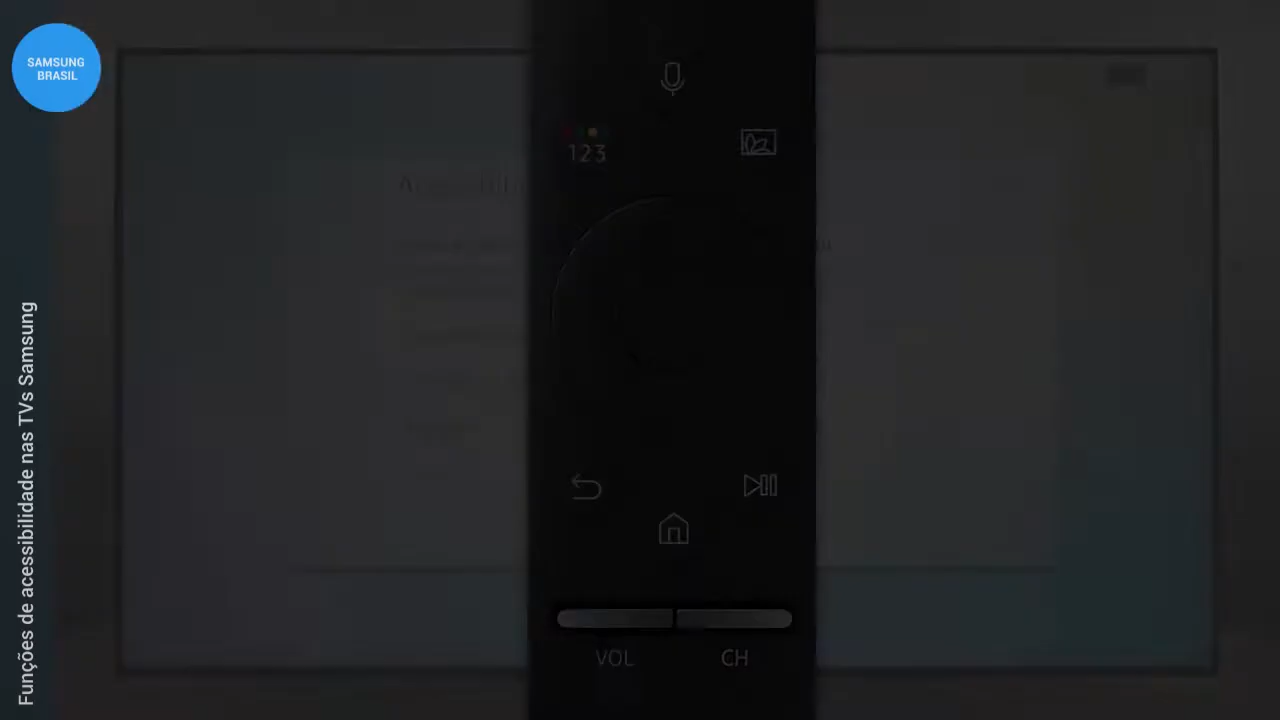 SAMSUNG
BRASIL
123
VOL
CH
Funções de acessibilidade nas TVs Samsung